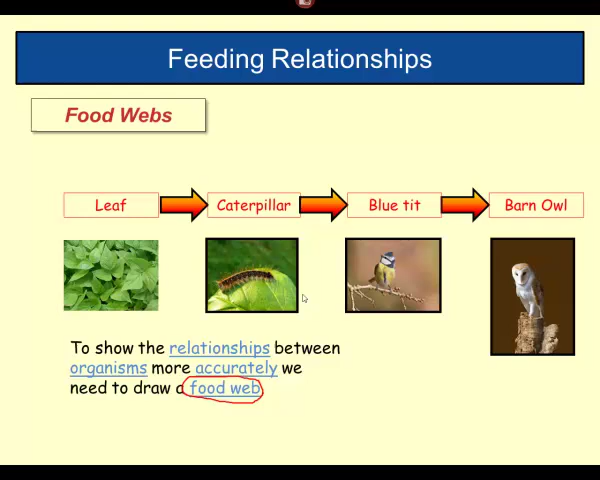 Feeding Relationships
Food Webs
Leaf
Caterpillar
Blue tit
Barn Owl
To show the relationships between
organisms more accurately we
need to draw a food web